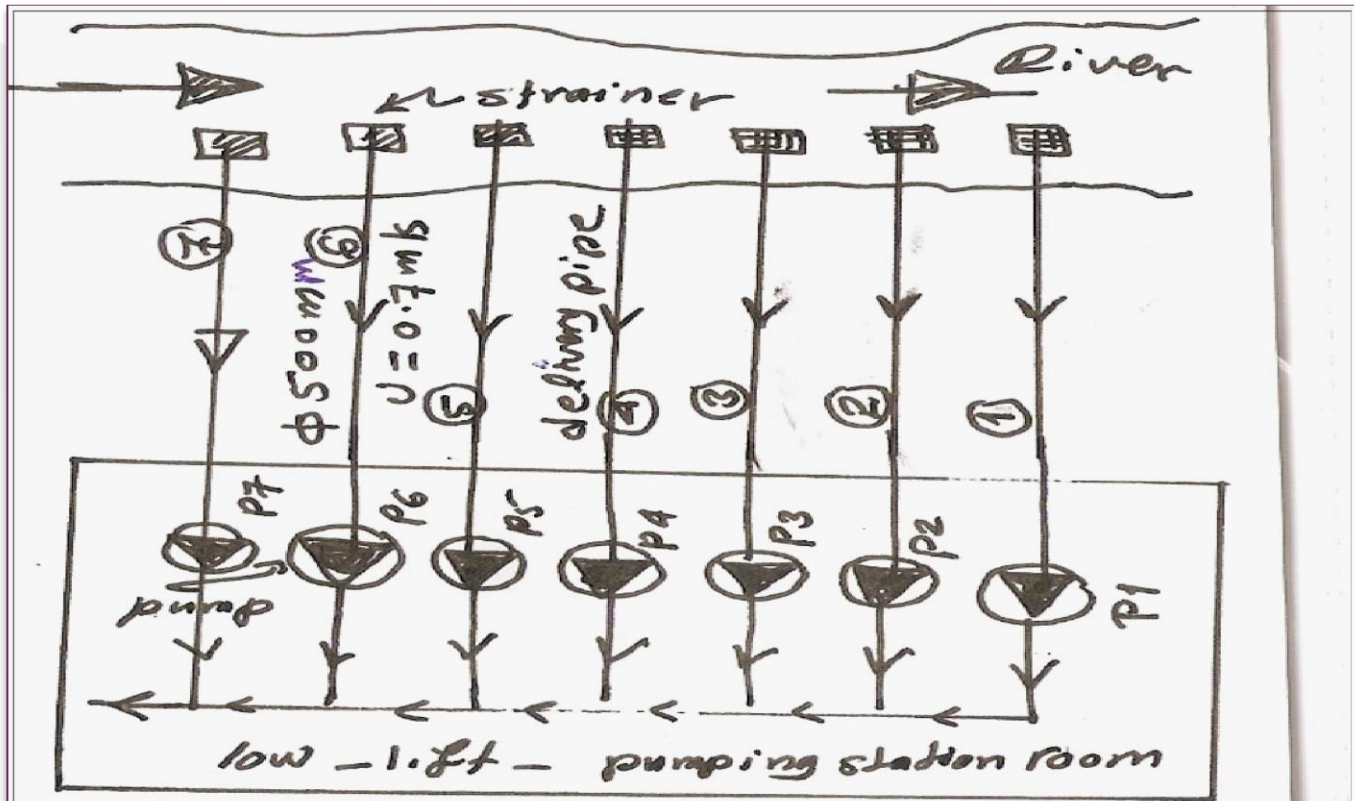 River
strainer
7
6
5
4
3
2
1
φ500mm
U=0.7m/s
delivery pipe
P7
P6
P5
P4
P3
P2
P1
pump
low-lift-pumping station room